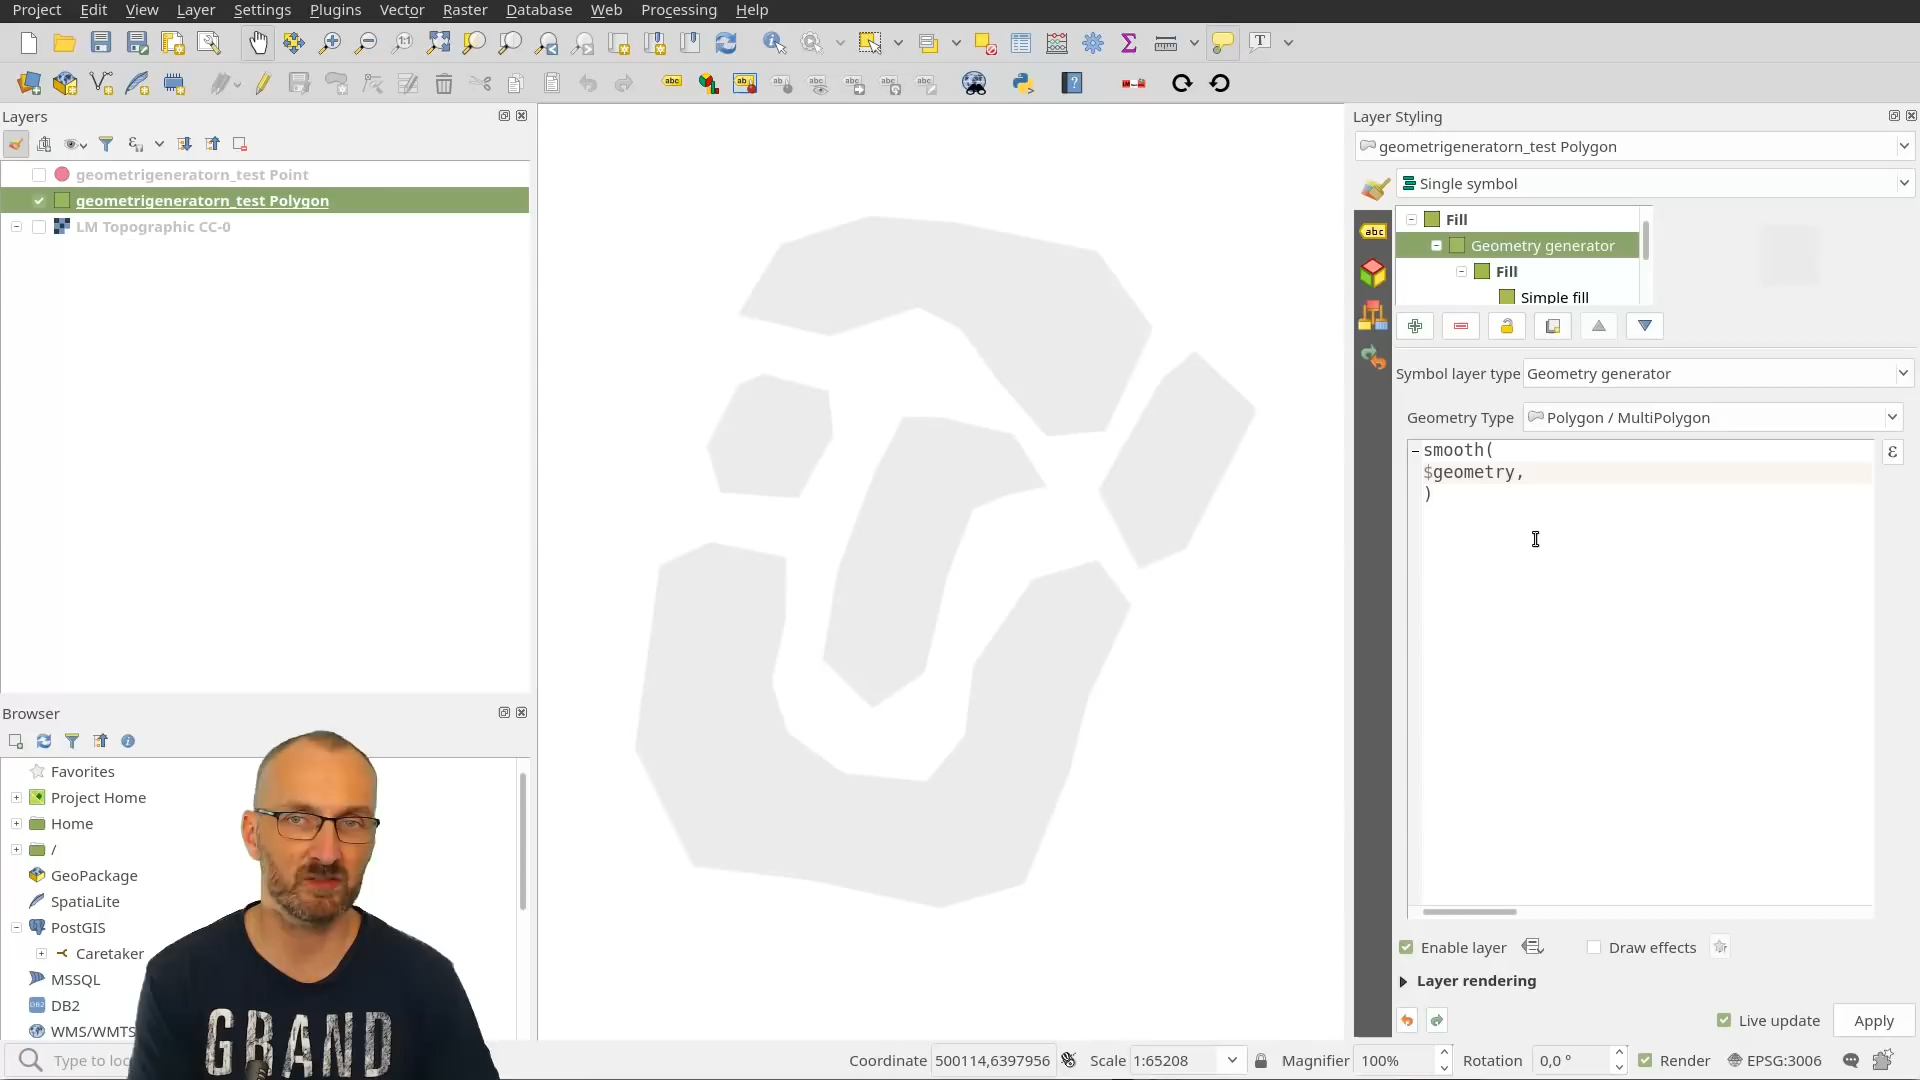 Project Edit View Layer Settings Plugins Vector Raster Database Web Processing Help
Layers
geometrigeneratorn_test Point
geometrigeneratorn_test Polygon
LM Topographic CC-0
Browser
Favorites
Project Home
Home
/
GeoPackage
SpatiaLite
PostGIS
Caretaker
MSSQL
DB2
WMS/WMTS
GRAND
Type to loc
Coordinate 500114,6397956 Scale 1:65208 Magnifier 100% Rotation 0,0 ° Render EPSG:3006
Layer Styling
geometrigeneratorn_test Polygon
Single symbol
Fill
Geometry generator
Fill
Simple fill
Symbol layer type Geometry generator
Geometry Type Polygon / MultiPolygon
smooth(
$geometry,
)
ε
Enable layer Draw effects
Layer rendering
Live update Apply